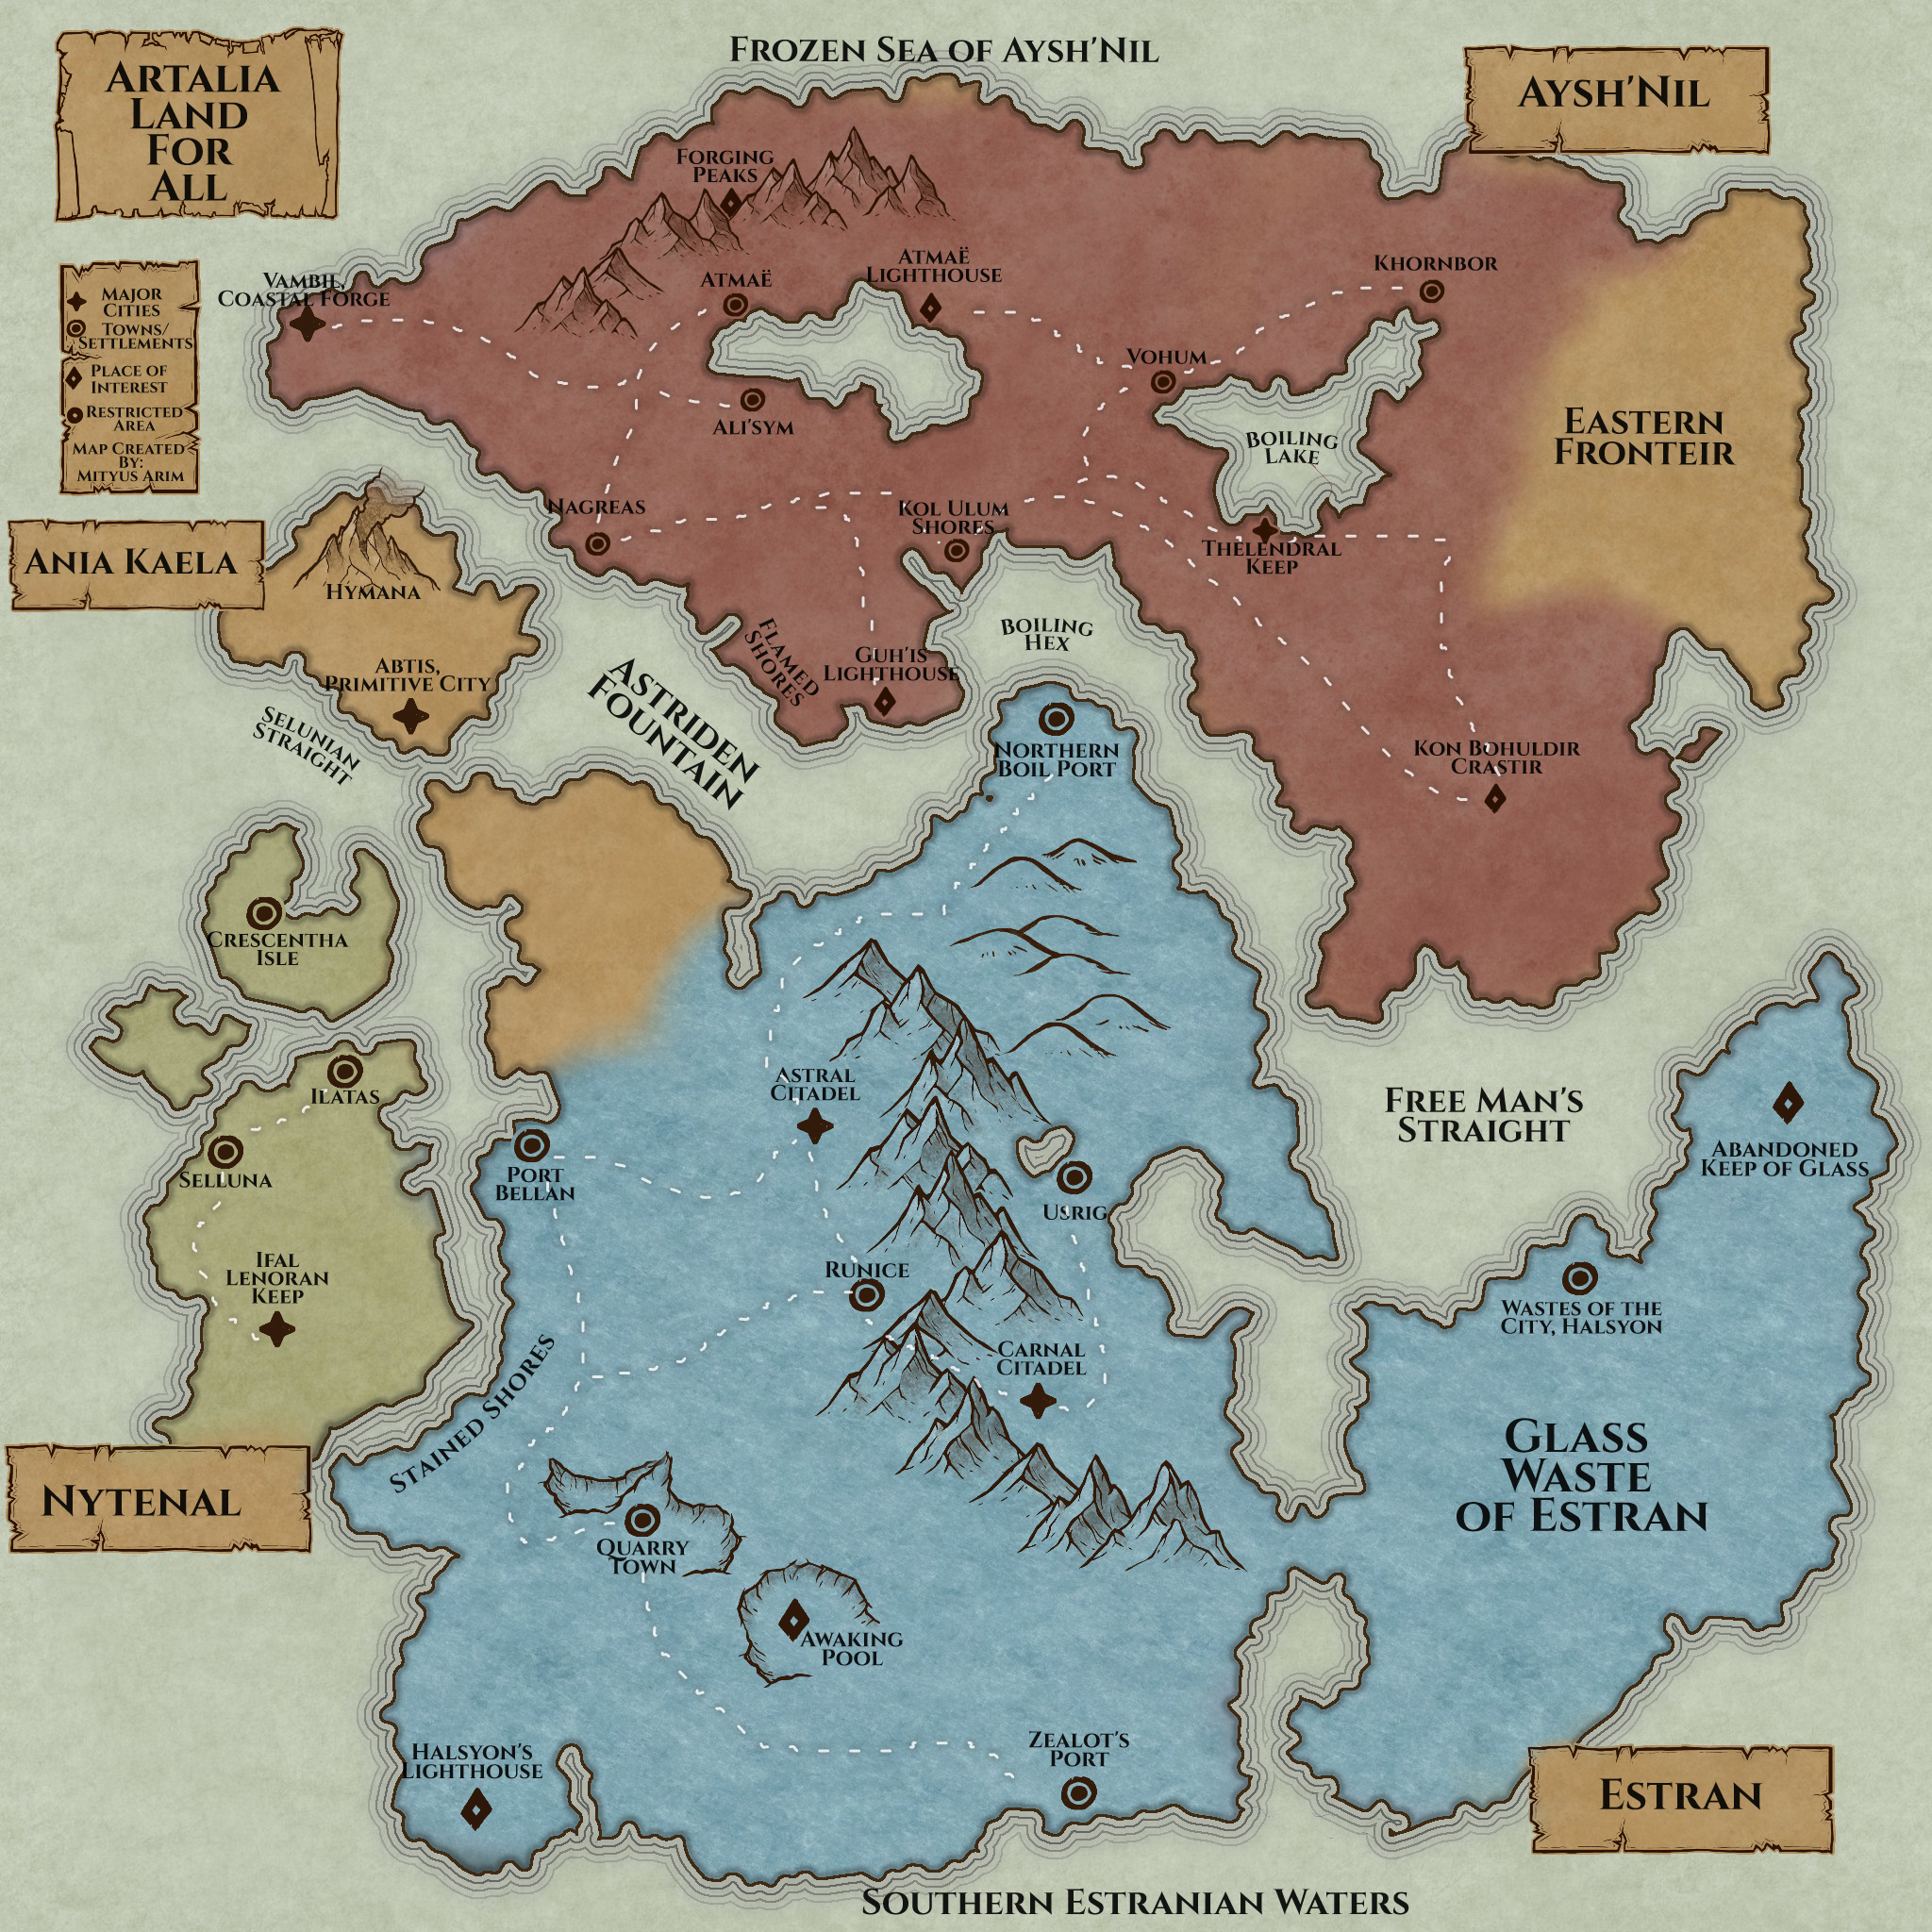 Frozen Sea of Aysh'Nil
Artalia
Land
For
All
Aysh'Nil
Forging
Peaks
Vambil,
Coastal Forge
Atmaë
Atmaë
Lighthouse
Khornbor
Major
Cities
Towns/
Settlements
Place of
Interest
Restricted
Area
Map Created
By:
Mityus Arim
Vohum
Ali'sym
Boiling
Lake
Eastern
Fronteir
Nagreas
Kol Ulum
Shores
Thelendral
Keep
Ania Kaela
Hymana
Abtis,
Primitive City
Selunian
Straight
Astriden
Fountain
Flamed
Shores
Guh'is
Lighthouse
Boiling
Hex
Northern
Boil Port
Kon Bohuldir
Crastir
Crescentha
Isle
Ilatas
Selluna
Ifal
Lenoran
Keep
Port
Bellan
Astral
Citadel
Usrig
Runice
Carnal
Citadel
Free Man's
Straight
Abandoned
Keep of Glass
Wastes of the
City, Halsyon
Stained Shores
Nytenal
Quarry
Town
Awaking
Pool
Glass
Waste
of Estran
Halsyon's
Lighthouse
Zealot's
Port
Estran
Southern Estranian Waters